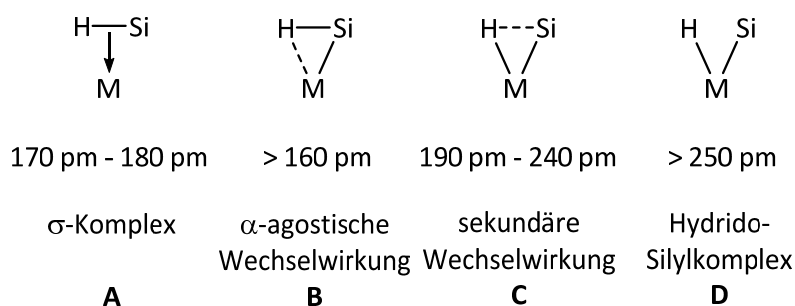 H Si H Si H Si H Si
M M M M
170 pm - 180 pm > 160 pm 190 pm - 240 pm > 250 pm
σ-Komplex α-agostische sekundäre Hydrido-
Wechselwirkung Wechselwirkung Silylkomplex
A B C D